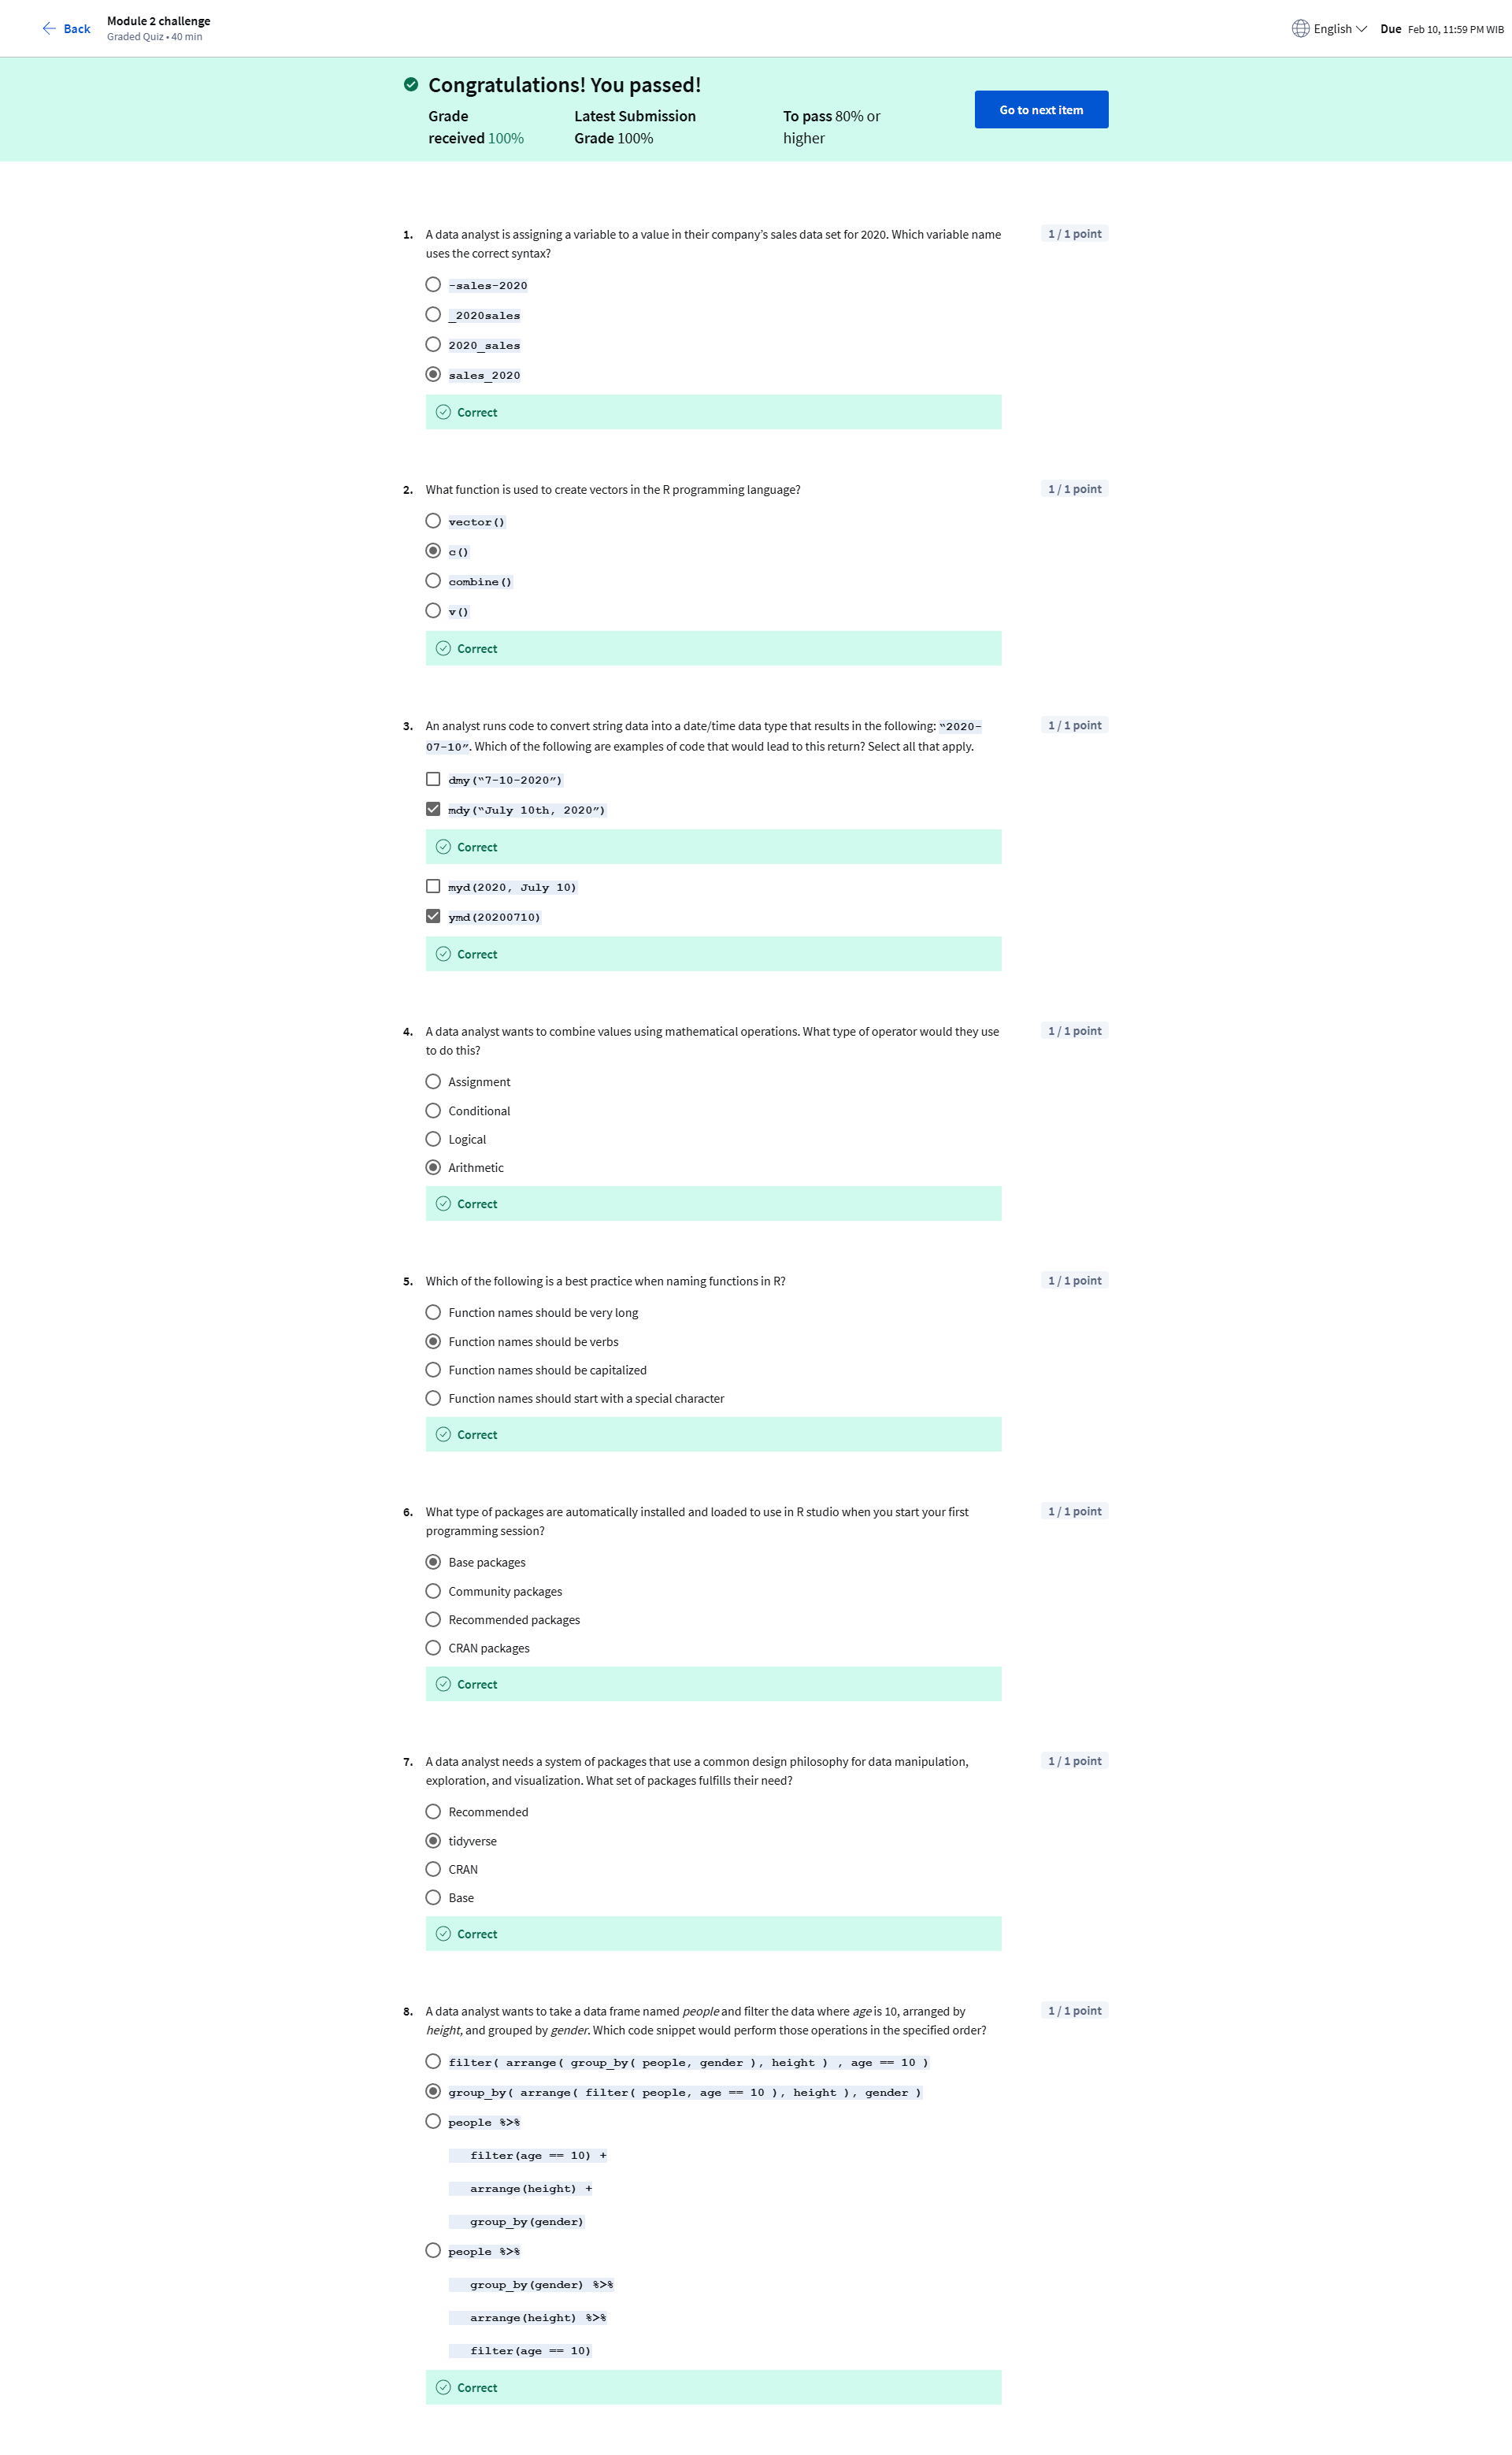 Back
Module 2 challenge
Graded Quiz • 40 min
English
Due Feb 10, 11:59 PM WIB
Congratulations! You passed!
Grade
received 100%
Latest Submission
Grade 100%
To pass 80% or
higher
Go to next item
1. A data analyst is assigning a variable to a value in their company’s sales data set for 2020. Which variable name
uses the correct syntax?
1 / 1 point
-sales-2020
_2020sales
2020_sales
sales_2020
Correct
2. What function is used to create vectors in the R programming language?
1 / 1 point
vector()
c()
combine()
v()
Correct
3. An analyst runs code to convert string data into a date/time data type that results in the following: “2020-
07-10”. Which of the following are examples of code that would lead to this return? Select all that apply.
1 / 1 point
dmy(“7-10-2020”)
mdy(“July 10th, 2020”)
Correct
myd(2020, July 10)
ymd(20200710)
Correct
4. A data analyst wants to combine values using mathematical operations. What type of operator would they use
to do this?
1 / 1 point
Assignment
Conditional
Logical
Arithmetic
Correct
5. Which of the following is a best practice when naming functions in R?
1 / 1 point
Function names should be very long
Function names should be verbs
Function names should be capitalized
Function names should start with a special character
Correct
6. What type of packages are automatically installed and loaded to use in R studio when you start your first
programming session?
1 / 1 point
Base packages
Community packages
Recommended packages
CRAN packages
Correct
7. A data analyst needs a system of packages that use a common design philosophy for data manipulation,
exploration, and visualization. What set of packages fulfills their need?
1 / 1 point
Recommended
tidyverse
CRAN
Base
Correct
8. A data analyst wants to take a data frame named people and filter the data where age is 10, arranged by
height, and grouped by gender. Which code snippet would perform those operations in the specified order?
1 / 1 point
filter( arrange( group_by( people, gender ), height ) , age == 10 )
group_by( arrange( filter( people, age == 10 ), height ), gender )
people %>%
filter(age == 10) +
arrange(height) +
group_by(gender)
people %>%
group_by(gender) %>%
arrange(height) %>%
filter(age == 10)
Correct